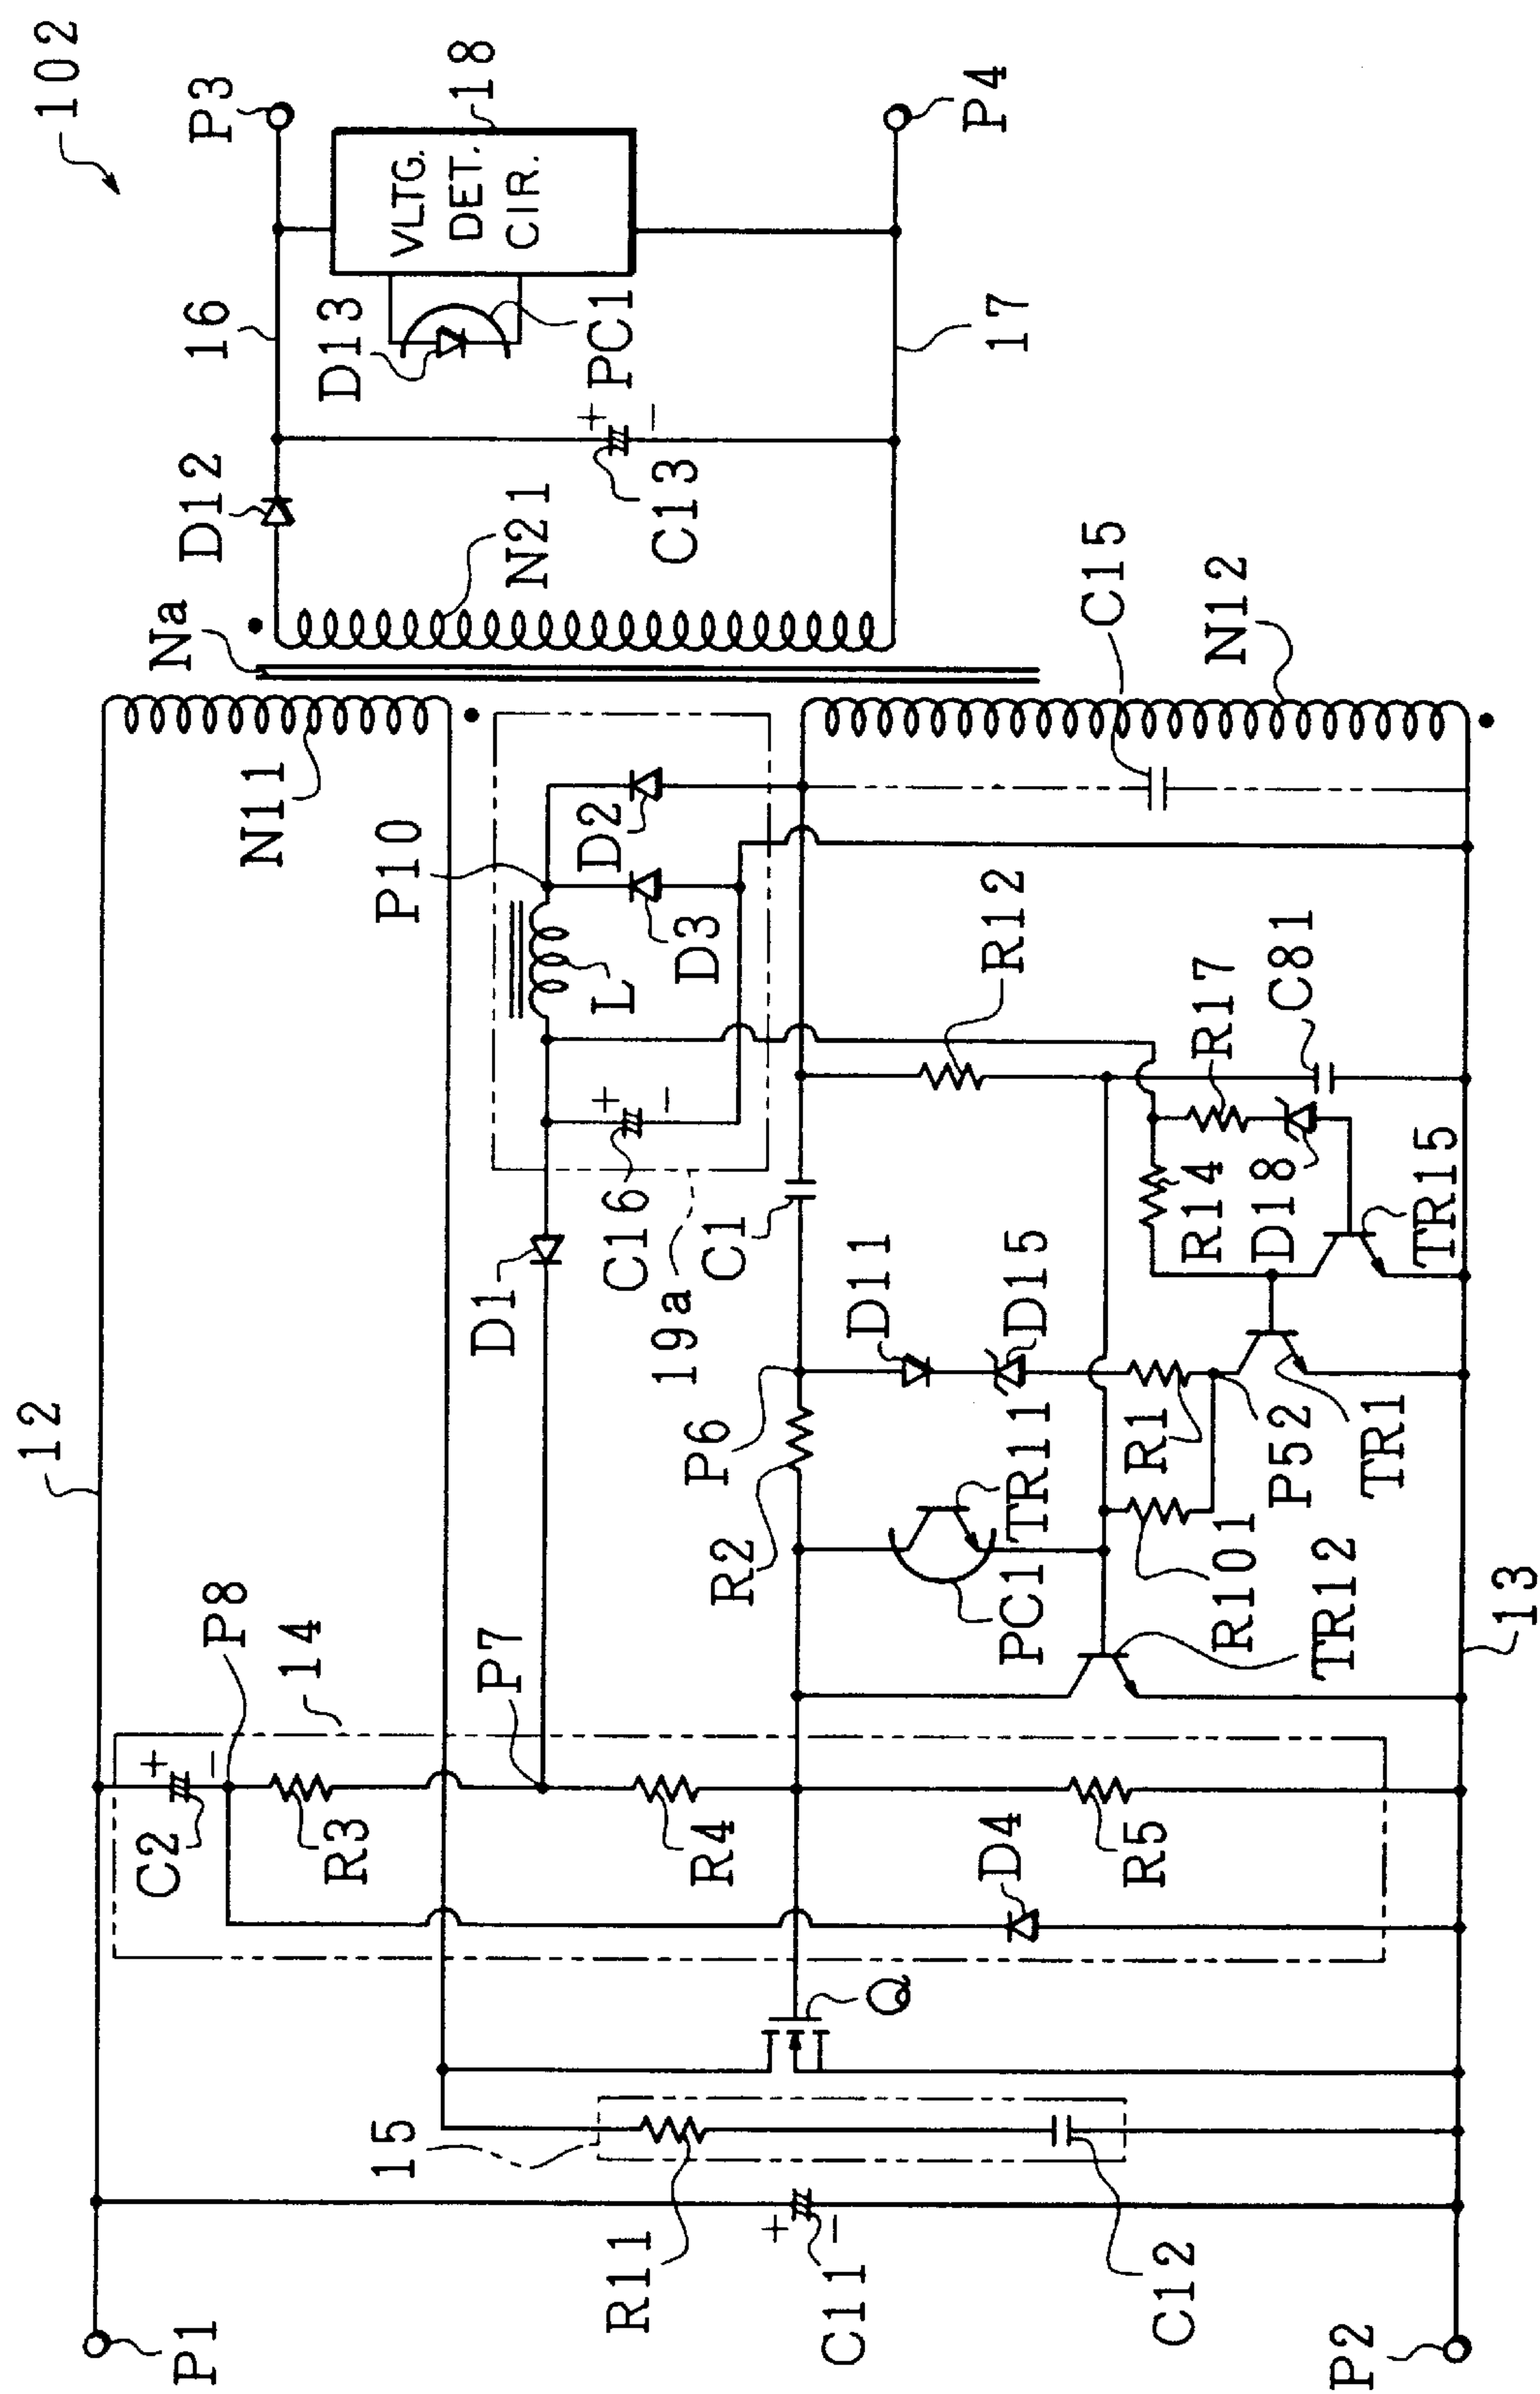 102
P3
18
VLTG.
DET.
CIR.
P4
16
D13
PC1
17
D12
C13
N21
Na
C15
N12
N11
P10
D2
D3
L
R12
R17
C81
C16
19a
C1
R14
D18
TR15
D1
D11
D15
12
P6
R2
TR11
R1
P52
TR1
PC1
R101
TR12
13
P8
14
P7
C2
R3
R4
D4
R5
Q
15
R11
C11
C12
P1
P2